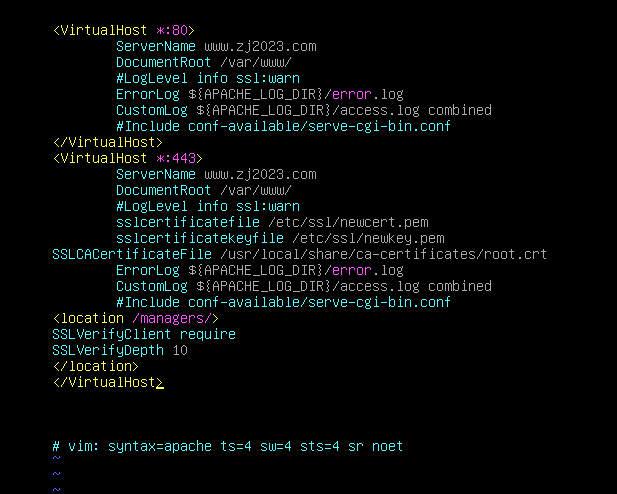 <VirtualHost *:80>
ServerName www.zj2023.com
DocumentRoot /var/www/
#LogLevel info ssl:warn
ErrorLog ${APACHE_LOG_DIR}/error.log
CustomLog ${APACHE_LOG_DIR}/access.log combined
#Include conf-available/serve-cgi-bin.conf
</VirtualHost>
<VirtualHost *:443>
ServerName www.zj2023.com
DocumentRoot /var/www/
#LogLevel info ssl:warn
sslcertificatefile /etc/ssl/newcert.pem
sslcertificatekeyfile /etc/ssl/newkey.pem
SSLCACertificateFile /usr/local/share/ca-certificates/root.crt
ErrorLog ${APACHE_LOG_DIR}/error.log
CustomLog ${APACHE_LOG_DIR}/access.log combined
#Include conf-available/serve-cgi-bin.conf
<location /managers/>
SSLVerifyClient require
SSLVerifyDepth 10
</location>
</VirtualHost>
# vim: syntax=apache ts=4 sw=4 sts=4 sr noet
~
~
~